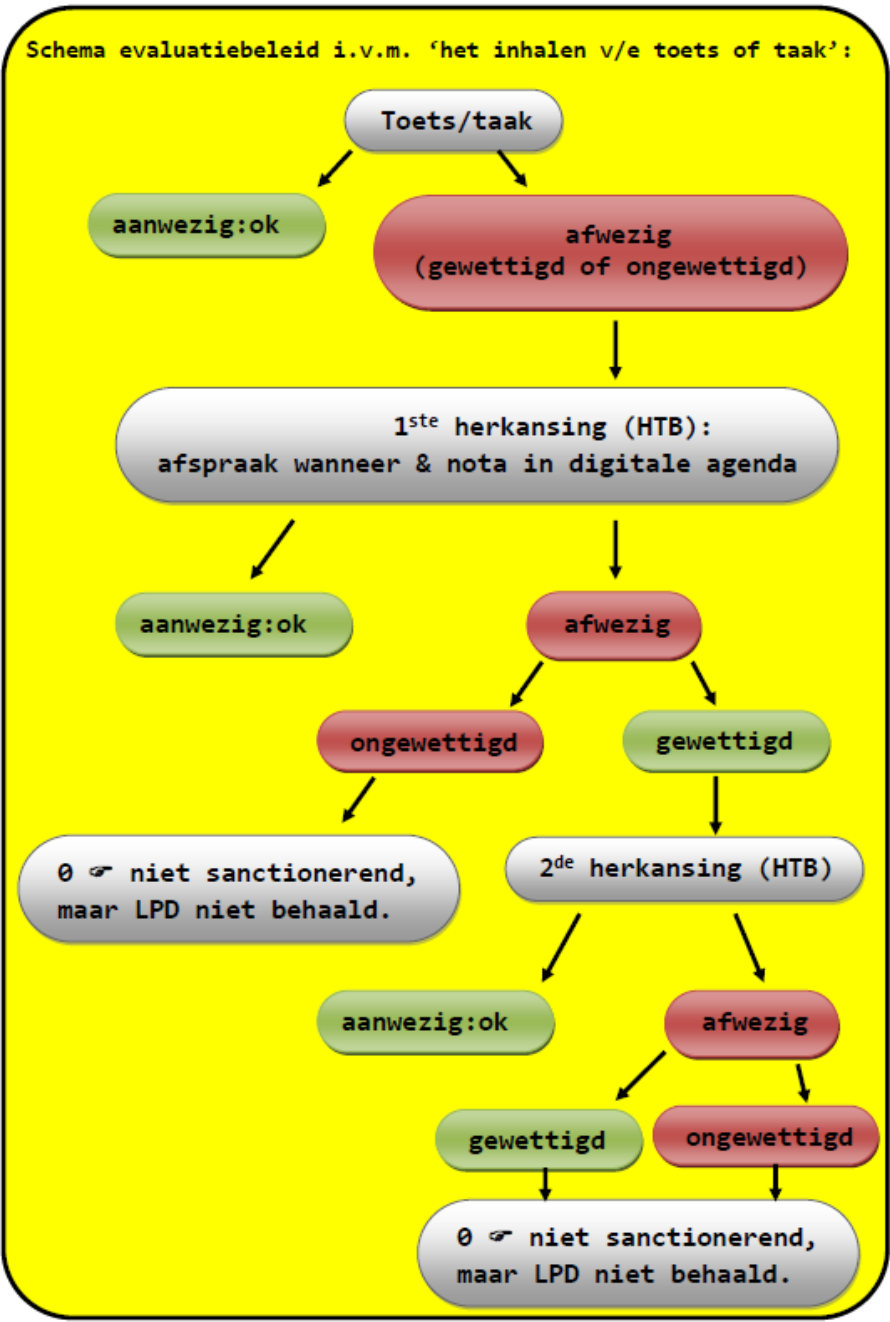 Schema evaluatiebeleid i.v.m. ‘het inhalen v/e toets of taak’:
Toets/taak
aanwezig:ok
afwezig
(gewettigd of ongewettigd)
1ste herkansing (HTB):
afspraak wanneer & nota in digitale agenda
aanwezig:ok
afwezig
ongewettigd
gewettigd
0 ☞ niet sanctionerend,
maar LPD niet behaald.
2de herkansing (HTB)
aanwezig:ok
afwezig
gewettigd
ongewettigd
0 ☞ niet sanctionerend,
maar LPD niet behaald.